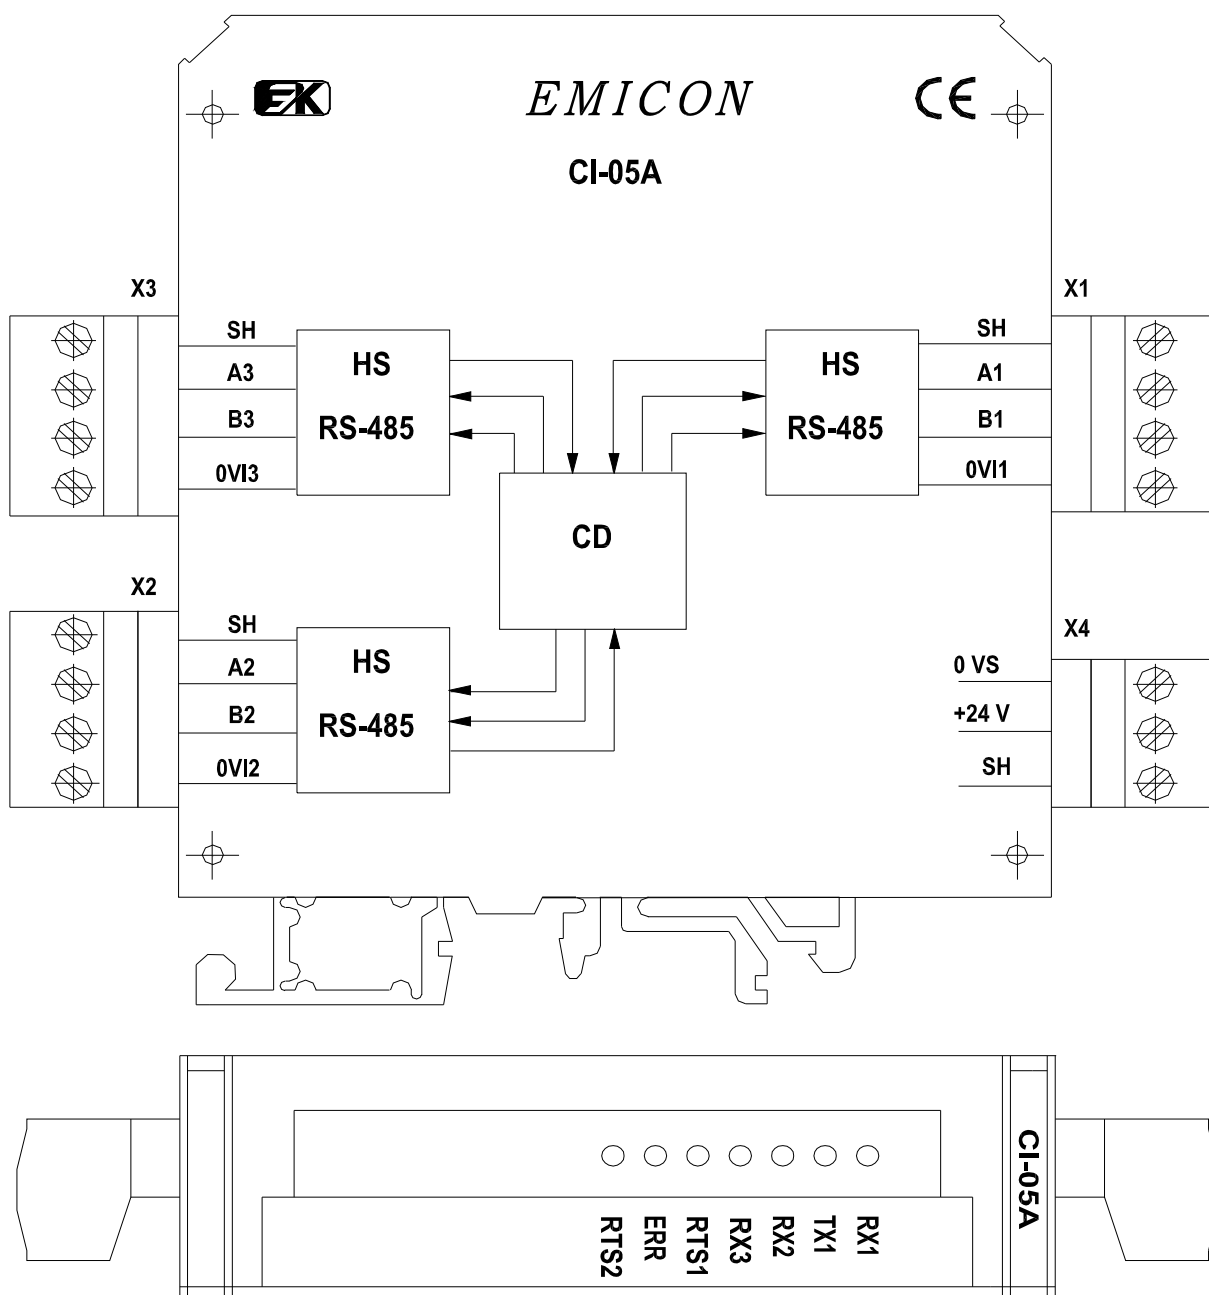 EK EMICON CE
CI-05A
X3 X1
SH HS HS SH
A3 A1
B3 RS-485 RS-485 B1
0VI3 0VI1
CD
X2 X4
SH HS
A2 0 VS
B2 RS-485 +24 V
0VI2 SH
CI-05A
RTS2 ERR RTS1 RX3 RX2 TX1 RX1